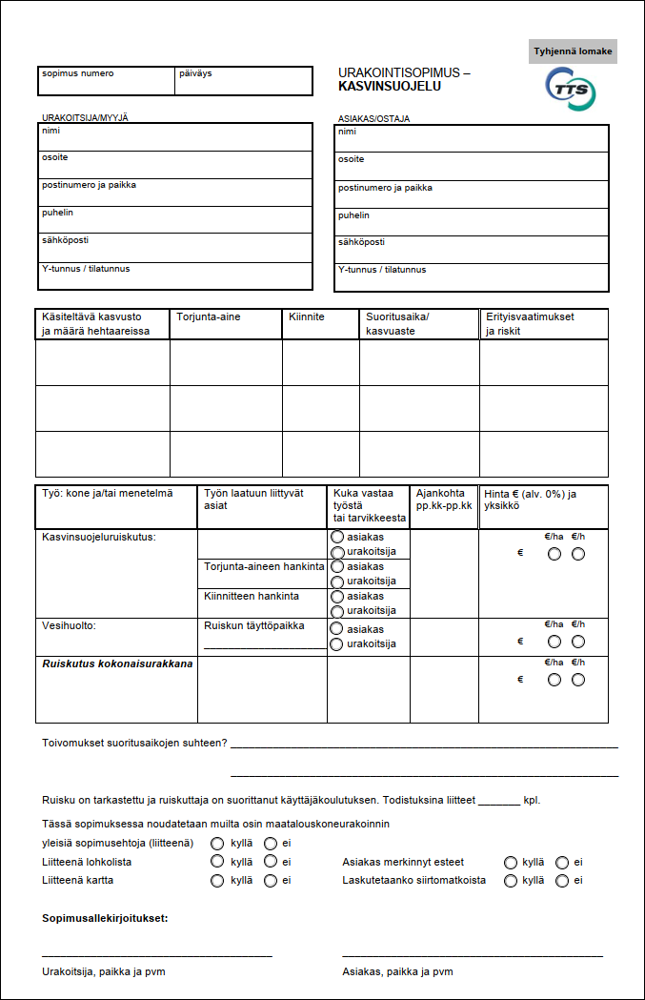 Tyhjennä lomake
sopimus numero
päiväys
URAKOINTISOPIMUS –
KASVINSUOJELU
TTS
URAKOITSIJA/MYYJÄ
nimi
osoite
postinumero ja paikka
puhelin
sähköposti
Y-tunnus / tilatunnus
ASIAKAS/OSTAJA
nimi
osoite
postinumero ja paikka
puhelin
sähköposti
Y-tunnus / tilatunnus
Käsiteltävä kasvusto
ja määrä hehtaareissa
Torjunta-aine
Kiinnite
Suoritusaika/
kasvuaste
Erityisvaatimukset
ja riskit
Työ: kone ja/tai menetelmä
Työn laatuun liittyvät
asiat
Kuka vastaa
työstä
tai tarvikkeesta
Ajankohta
pp.kk-pp.kk
Hinta € (alv. 0%) ja
yksikkö
Kasvinsuojeluruiskutus:
asiakas
urakoitsija
€/ha €/h
€
Torjunta-aineen hankinta
asiakas
urakoitsija
Kiinnitteen hankinta
asiakas
urakoitsija
Vesihuolto:
Ruiskun täyttöpaikka
_____________________
asiakas
urakoitsija
€/ha €/h
€
Ruiskutus kokonaisurakkana
€/ha €/h
€
Toivomukset suoritusaikojen suhteen? ____________________________________________________________________
____________________________________________________________________
Ruisku on tarkastettu ja ruiskuttaja on suorittanut käyttäjäkoulutuksen. Todistuksina liitteet _______ kpl.
Tässä sopimuksessa noudatetaan muilta osin maatalouskoneurakoinnin
yleisiä sopimusehtoja (liitteenä) kyllä ei
Liitteenä lohkolista kyllä ei Asiakas merkinnyt esteet kyllä ei
Liitteenä kartta kyllä ei Laskutetaanko siirtomatkoista kyllä ei
Sopimusallekirjoitukset:
________________________________________ _____________________________________________
Urakoitsija, paikka ja pvm Asiakas, paikka ja pvm